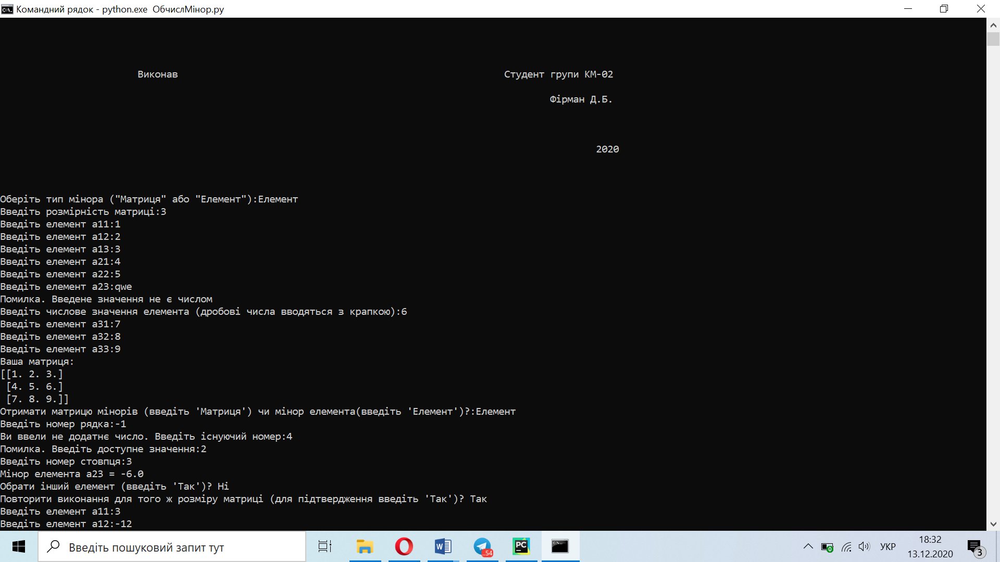 Командний рядок - python.exe  ОбчислМінор.py
Виконав Студент групи КМ-02
Фірман Д.Б.
2020
Оберіть тип мінора ("Матриця" або "Елемент"):Елемент
Введіть розмірність матриці:3
Введіть елемент a11:1
Введіть елемент a12:2
Введіть елемент a13:3
Введіть елемент a21:4
Введіть елемент a22:5
Введіть елемент a23:qwe
Помилка. Введене значення не є числом
Введіть числове значення елемента (дробові числа вводяться з крапкою):6
Введіть елемент a31:7
Введіть елемент a32:8
Введіть елемент a33:9
Ваша матриця:
[[1. 2. 3.]
 [4. 5. 6.]
 [7. 8. 9.]]
Отримати матрицю мінорів (введіть 'Матриця') чи мінор елемента(введіть 'Елемент')?:Елемент
Введіть номер рядка:-1
Ви ввели не додатнє число. Введіть існуючий номер:4
Помилка. Введіть доступне значення:2
Введіть номер стовпця:3
Мінор елемента a23 = -6.0
Обрати інший елемент (введіть 'Так')? Ні
Повторити виконання для того ж розміру матриці (для підтвердження введіть 'Так')? Так
Введіть елемент a11:3
Введіть елемент a12:-12
Введіть пошуковий запит тут
W
..54
PC
C:\.
УКР
18:32
13.12.2020
3